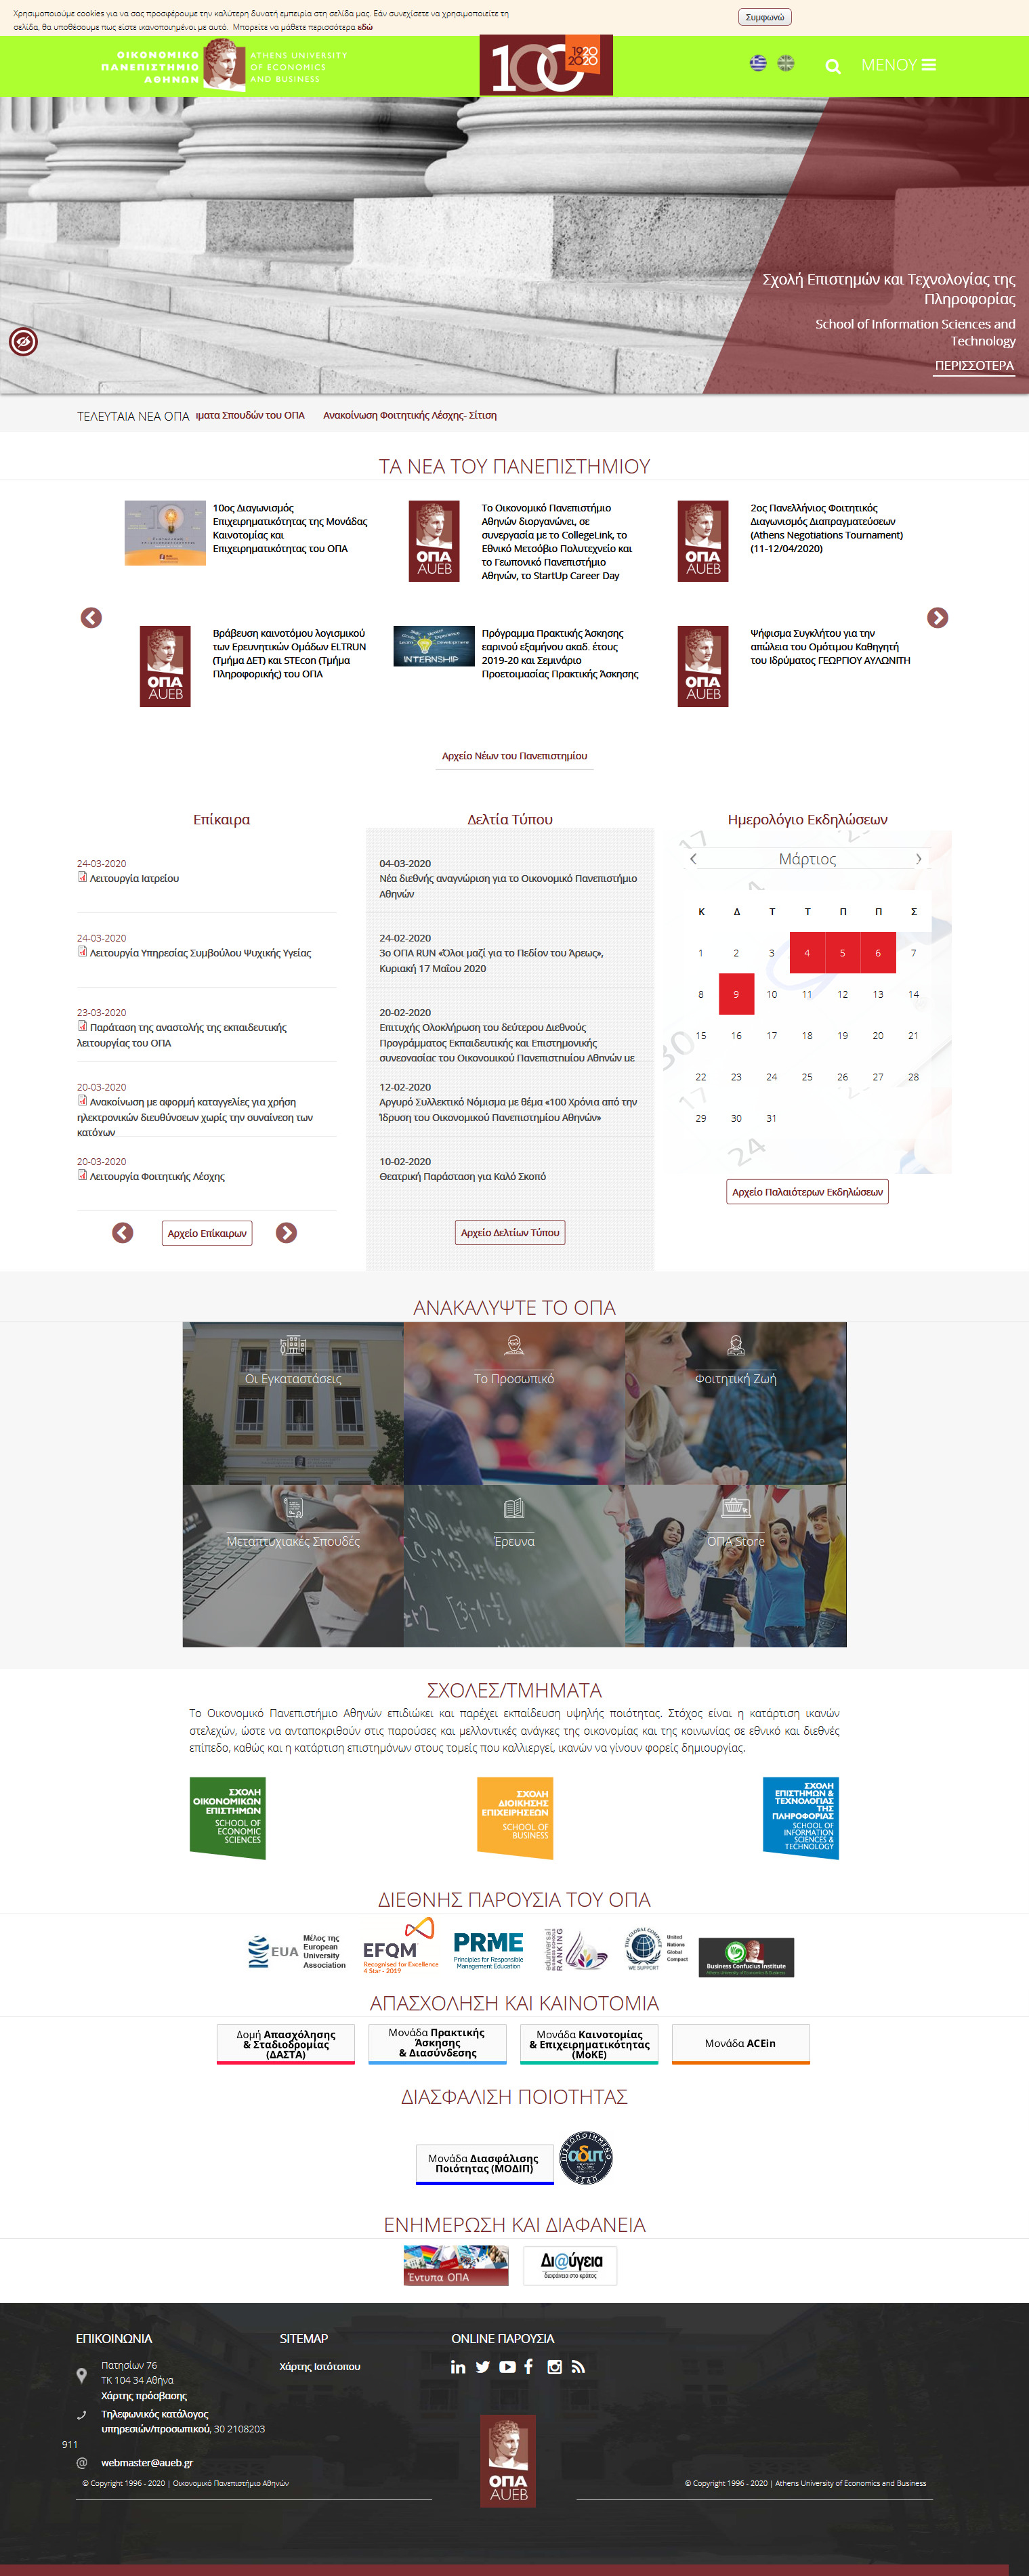 Χρησιμοποιούμε cookies για να σας προσφέρουμε την καλύτερη δυνατή εμπειρία στη σελίδα μας. Εάν συνεχίσετε να χρησιμοποιείτε τη
σελίδα, θα υποθέσουμε πως είστε ικανοποιημένοι με αυτό. Μπορείτε να μάθετε περισσότερα εδώ
Συμφωνώ
ΟΙΚΟΝΟΜΙΚΟ
ΠΑΝΕΠΙΣΤΗΜΙΟ
ΑΘΗΝΩΝ
ATHENS UNIVERSITY
OF ECONOMICS
AND BUSINESS
100
1920
2020
ΜΕΝΟΥ
Σχολή Επιστημών και Τεχνολογίας της
Πληροφορίας
School of Information Sciences and
Technology
ΠΕΡΙΣΣΟΤΕΡΑ
ΤΕΛΕΥΤΑΙΑ ΝΕΑ ΟΠΑ ιματα Σπουδών του ΟΠΑ Ανακοίνωση Φοιτητικής Λέσχης- Σίτιση
ΤΑ ΝΕΑ ΤΟΥ ΠΑΝΕΠΙΣΤΗΜΙΟΥ
10ος Διαγωνισμός
Επιχειρηματικότητας της Μονάδας
Καινοτομίας και
Επιχειρηματικότητας του ΟΠΑ
ΟΠΑ
AUEB
Το Οικονομικό Πανεπιστήμιο
Αθηνών διοργανώνει, σε
συνεργασία με το CollegeLink, το
Εθνικό Μετσόβιο Πολυτεχνείο και
το Γεωπονικό Πανεπιστήμιο
Αθηνών, το StartUp Career Day
ΟΠΑ
AUEB
2ος Πανελλήνιος Φοιτητικός
Διαγωνισμός Διαπραγματεύσεων
(Athens Negotiations Tournament)
(11-12/04/2020)
ΟΠΑ
AUEB
Βράβευση καινοτόμου λογισμικού
των Ερευνητικών Ομάδων ELTRUN
(Τμήμα ΔΕΤ) και STEcon (Τμήμα
Πληροφορικής) του ΟΠΑ
INTERNSHIP
Πρόγραμμα Πρακτικής Άσκησης
εαρινού εξαμήνου ακαδ. έτους
2019-20 και Σεμινάριο
Προετοιμασίας Πρακτικής Άσκησης
ΟΠΑ
AUEB
Ψήφισμα Συγκλήτου για την
απώλεια του Ομότιμου Καθηγητή
του Ιδρύματος ΓΕΩΡΓΙΟΥ ΑΥΛΩΝΙΤΗ
Αρχείο Νέων του Πανεπιστημίου
Επίκαιρα
24-03-2020
Λειτουργία Ιατρείου
24-03-2020
Λειτουργία Υπηρεσίας Συμβούλου Ψυχικής Υγείας
23-03-2020
Παράταση της αναστολής της εκπαιδευτικής
λειτουργίας του ΟΠΑ
20-03-2020
Ανακοίνωση με αφορμή καταγγελίες για χρήση
ηλεκτρονικών διευθύνσεων χωρίς την συναίνεση των
κατόχων
20-03-2020
Λειτουργία Φοιτητικής Λέσχης
Αρχείο Επίκαιρων
Δελτία Τύπου
04-03-2020
Νέα διεθνής αναγνώριση για το Οικονομικό Πανεπιστήμιο
Αθηνών
24-02-2020
3ο ΟΠΑ RUN «Όλοι μαζί για το Πεδίον του Άρεως»,
Κυριακή 17 Μαΐου 2020
20-02-2020
Επιτυχής Ολοκλήρωση του δεύτερου Διεθνούς
Προγράμματος Εκπαιδευτικής και Επιστημονικής
συνεργασίας του Οικονομικού Πανεπιστημίου Αθηνών με
12-02-2020
Αργυρό Συλλεκτικό Νόμισμα με θέμα «100 Χρόνια από την
Ίδρυση του Οικονομικού Πανεπιστημίου Αθηνών»
10-02-2020
Θεατρική Παράσταση για Καλό Σκοπό
Αρχείο Δελτίων Τύπου
Ημερολόγιο Εκδηλώσεων
Μάρτιος
Κ Δ Τ Τ Π Π Σ
1 2 3 4 5 6 7
8 9 10 11 12 13 14
15 16 17 18 19 20 21
22 23 24 25 26 27 28
29 30 31
Αρχείο Παλαιότερων Εκδηλώσεων
ΑΝΑΚΑΛΥΨΤΕ ΤΟ ΟΠΑ
Οι Εγκαταστάσεις
Το Προσωπικό
Φοιτητική Ζωή
Μεταπτυχιακές Σπουδές
Έρευνα
ΟΠΑ Store
ΣΧΟΛΕΣ/ΤΜΗΜΑΤΑ
Το Οικονομικό Πανεπιστήμιο Αθηνών επιδιώκει και παρέχει εκπαίδευση υψηλής ποιότητας. Στόχος είναι η κατάρτιση ικανών
στελεχών, ώστε να ανταποκριθούν στις παρούσες και μελλοντικές ανάγκες της οικονομίας και της κοινωνίας σε εθνικό και διεθνές
επίπεδο, καθώς και η κατάρτιση επιστημόνων στους τομείς που καλλιεργεί, ικανών να γίνουν φορείς δημιουργίας.
ΣΧΟΛΗ
ΟΙΚΟΝΟΜΙΚΩΝ
ΕΠΙΣΤΗΜΩΝ
SCHOOL OF
ECONOMIC
SCIENCES
ΣΧΟΛΗ
ΔΙΟΙΚΗΣΗΣ
ΕΠΙΧΕΙΡΗΣΕΩΝ
SCHOOL OF
BUSINESS
ΣΧΟΛΗ
ΕΠΙΣΤΗΜΩΝ &
ΤΕΧΝΟΛΟΓΙΑΣ
ΤΗΣ
ΠΛΗΡΟΦΟΡΙΑΣ
SCHOOL OF
INFORMATION
SCIENCES &
TECHNOLOGY
ΔΙΕΘΝΗΣ ΠΑΡΟΥΣΙΑ ΤΟΥ ΟΠΑ
EUA
Μέλος της
European
University
Association
EFQM
Recognised for Excellence
4 Star - 2019
PRME
Principles for Responsible
Management Education
eduniversal
RANKING
THE GLOBAL COMPACT
WE SUPPORT
United
Nations
Global
Compact
Business Confucius Institute
Athens University of Economics & Business
ΑΠΑΣΧΟΛΗΣΗ ΚΑΙ ΚΑΙΝΟΤΟΜΙΑ
Δομή Απασχόλησης
& Σταδιοδρομίας
(ΔΑΣΤΑ)
Μονάδα Πρακτικής
Άσκησης
& Διασύνδεσης
Μονάδα Καινοτομίας
& Επιχειρηματικότητας
(ΜοΚΕ)
Μονάδα ACEin
ΔΙΑΣΦΑΛΙΣΗ ΠΟΙΟΤΗΤΑΣ
Μονάδα Διασφάλισης
Ποιότητας (ΜΟΔΙΠ)
ΠΙΣΤΟΠΟΙΗΜΕΝΟ
αδιπ
ΕΣΔΠ
ΕΝΗΜΕΡΩΣΗ ΚΑΙ ΔΙΑΦΑΝΕΙΑ
Έντυπα ΟΠΑ
Δι@ύγεια
διαφάνεια στο κράτος
ΕΠΙΚΟΙΝΩΝΙΑ
Πατησίων 76
ΤΚ 104 34 Αθήνα
Χάρτης πρόσβασης
Τηλεφωνικός κατάλογος
υπηρεσιών/προσωπικού, 30 2108203
911
webmaster@aueb.gr
SITEMAP
Χάρτης Ιστότοπου
ONLINE ΠΑΡΟΥΣΙΑ
ΟΠΑ
AUEB
© Copyright 1996 - 2020 | Οικονομικό Πανεπιστήμιο Αθηνών
© Copyright 1996 - 2020 | Athens University of Economics and Business